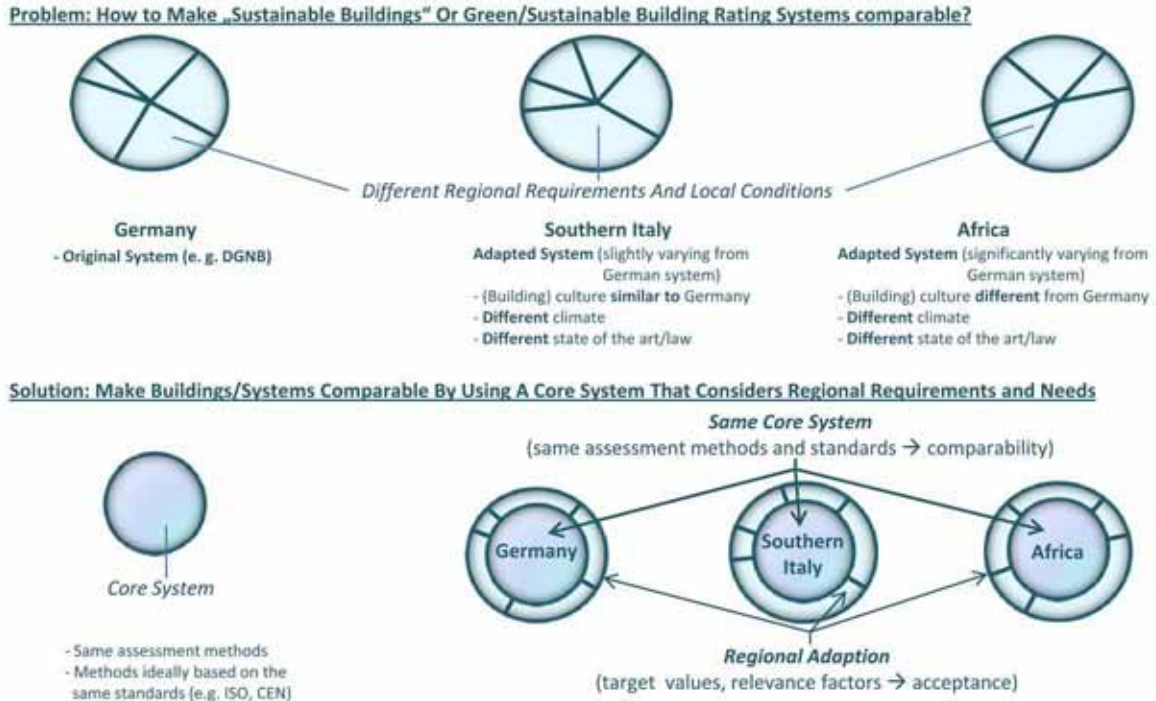 Problem: How to Make „Sustainable Buildings“ Or Green/Sustainable Building Rating Systems comparable?
Different Regional Requirements And Local Conditions
Germany
- Original System (e. g. DGNB)
Southern Italy
Adapted System (slightly varying from
German system)
- (Building) culture similar to Germany
- Different climate
- Different state of the art/law
Africa
Adapted System (significantly varying from
German system)
- (Building) culture different from Germany
- Different climate
- Different state of the art/law
Solution: Make Buildings/Systems Comparable By Using A Core System That Considers Regional Requirements and Needs
Core System
- Same assessment methods
- Methods ideally based on the
same standards (e.g. ISO, CEN)
Same Core System
(same assessment methods and standards → comparability)
Germany
Southern
Italy
Africa
Regional Adaption
(target values, relevance factors → acceptance)